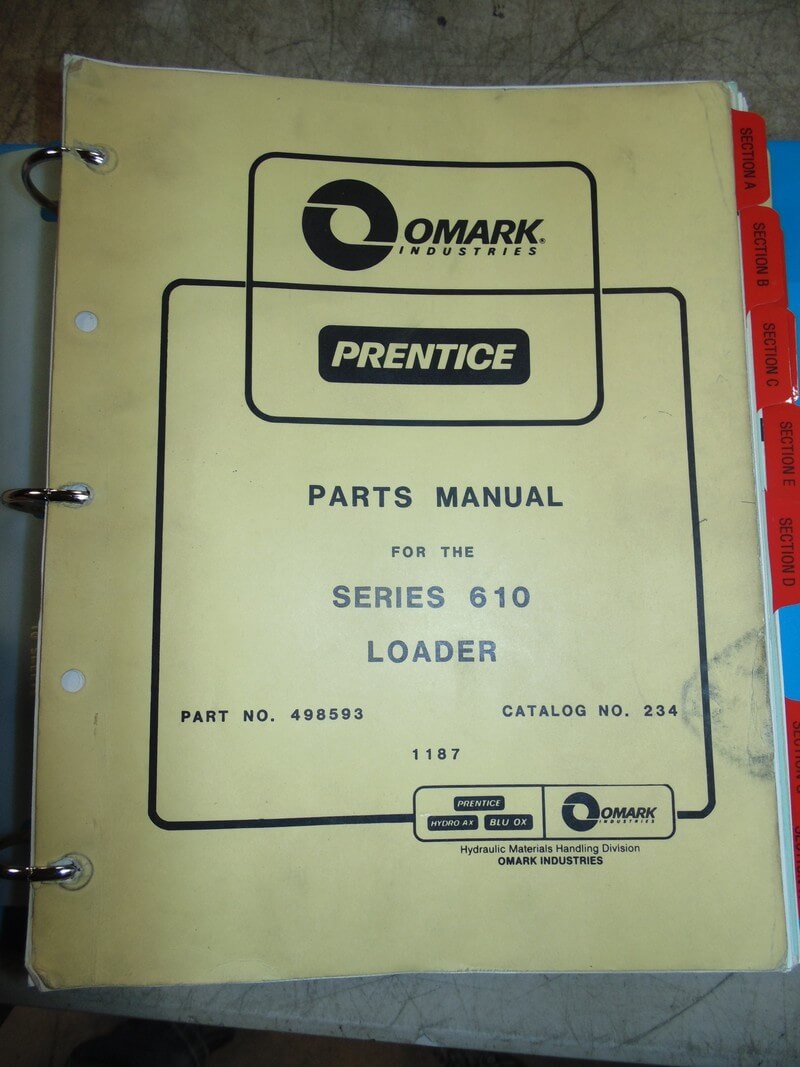 OMARK®
INDUSTRIES
PRENTICE
PARTS MANUAL
FOR THE
SERIES 610
LOADER
PART NO. 498593 CATALOG NO. 234
1187
PRENTICE
HYDRO AX BLU OX
OMARK
INDUSTRIES
Hydraulic Materials Handling Division
OMARK INDUSTRIES
SECTION A
SECTION B
SECTION C
SECTION E
SECTION D